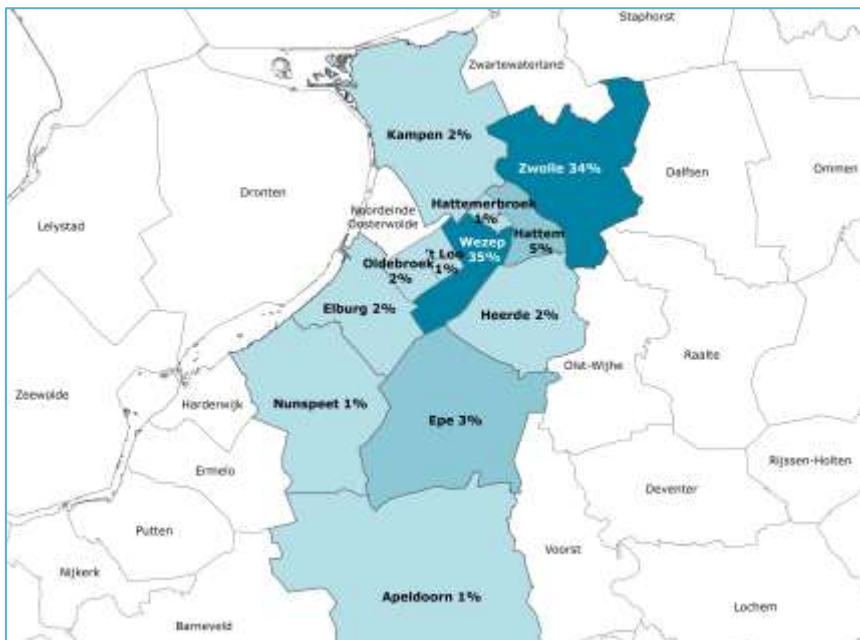 Staphorst
Zwartewaterland
Kampen 2%
Zwolle 34%
Dalfsen
Ommen
Dronten
Lelystad
Noordeinde
Oosterwolde
Hattemerbroek
1%
Hattem
5%
Wezep
35%
't Loo
1%
Oldebroek
2%
Elburg 2%
Heerde 2%
Olst-Wijhe
Raalte
Zeewolde
Harderwijk
Nunspeet 1%
Epe 3%
Rijssen-Holten
Ermelo
Deventer
Putten
Voorst
Nijkerk
Apeldoorn 1%
Lochem
Barneveld